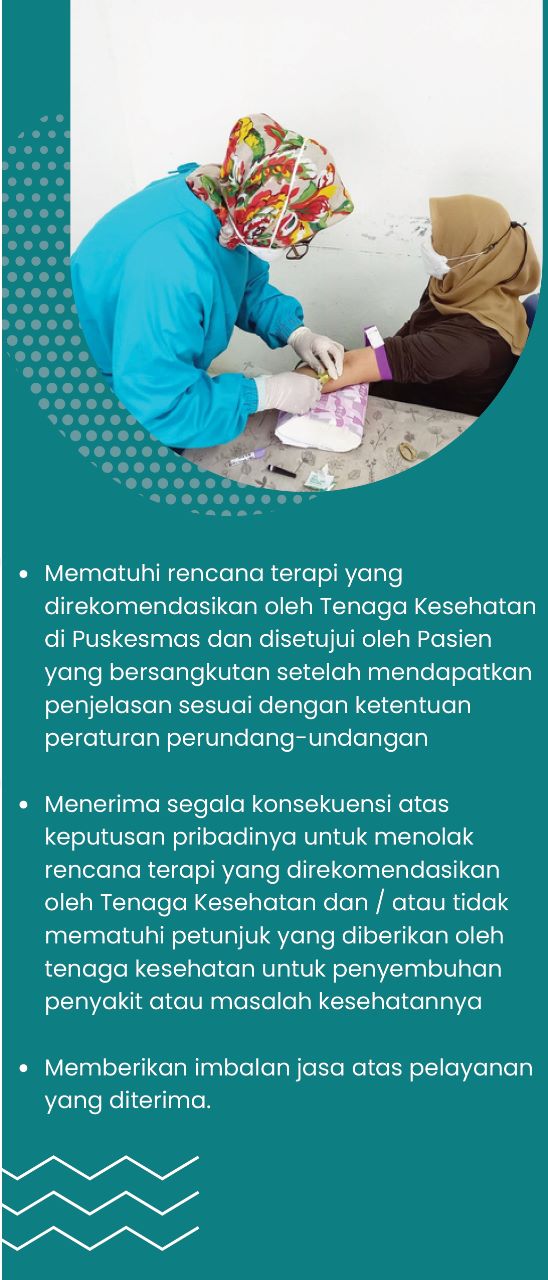 • Mematuhi rencana terapi yang
direkomendasikan oleh Tenaga Kesehatan
di Puskesmas dan disetujui oleh Pasien
yang bersangkutan setelah mendapatkan
penjelasan sesuai dengan ketentuan
peraturan perundang-undangan
• Menerima segala konsekuensi atas
keputusan pribadinya untuk menolak
rencana terapi yang direkomendasikan
oleh Tenaga Kesehatan dan / atau tidak
mematuhi petunjuk yang diberikan oleh
tenaga kesehatan untuk penyembuhan
penyakit atau masalah kesehatannya
• Memberikan imbalan jasa atas pelayanan
yang diterima.